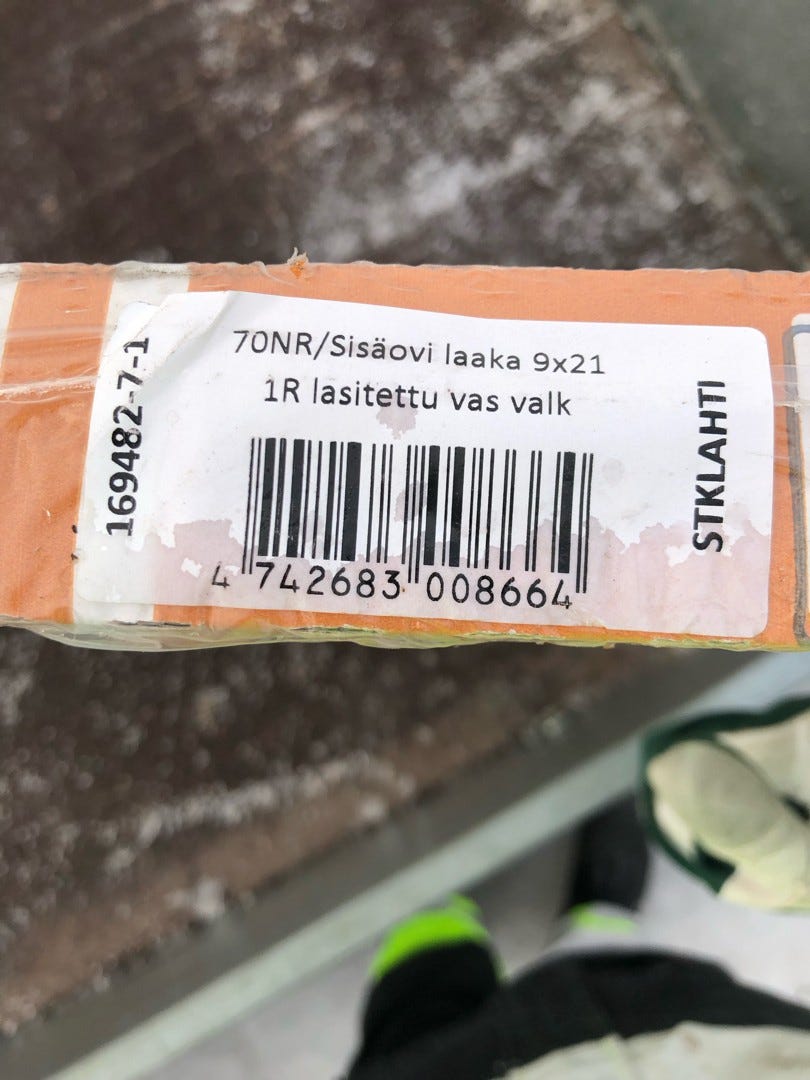 70NR/Sisäovi laaka 9x21
1R lasitettu vas valk
169482-7-1
STKLAHTI
4 742683 008664